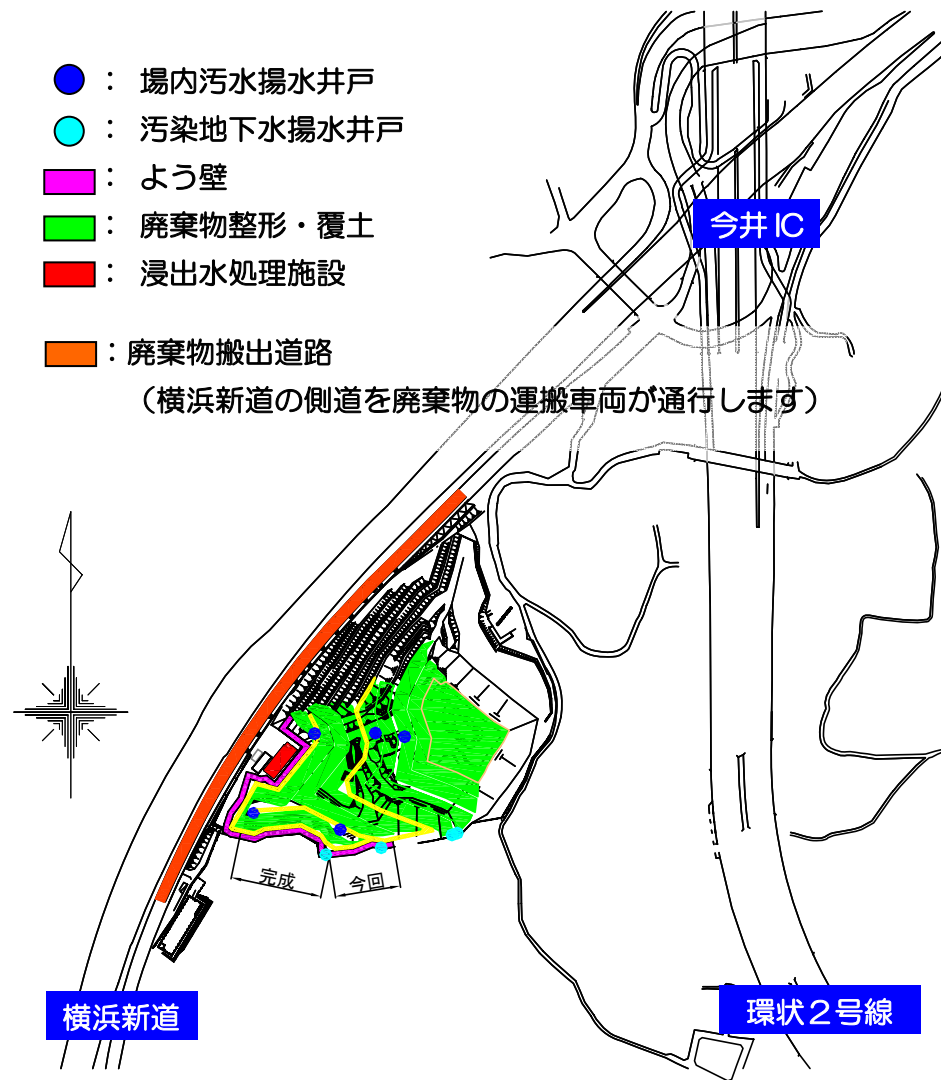 ： 場内汚水揚水井戸
： 汚染地下水揚水井戸
： よう壁
： 廃棄物整形・覆土
： 浸出水処理施設
：廃棄物搬出道路
（横浜新道の側道を廃棄物の運搬車両が通行します）
今井IC
完成
今回
横浜新道
環状２号線